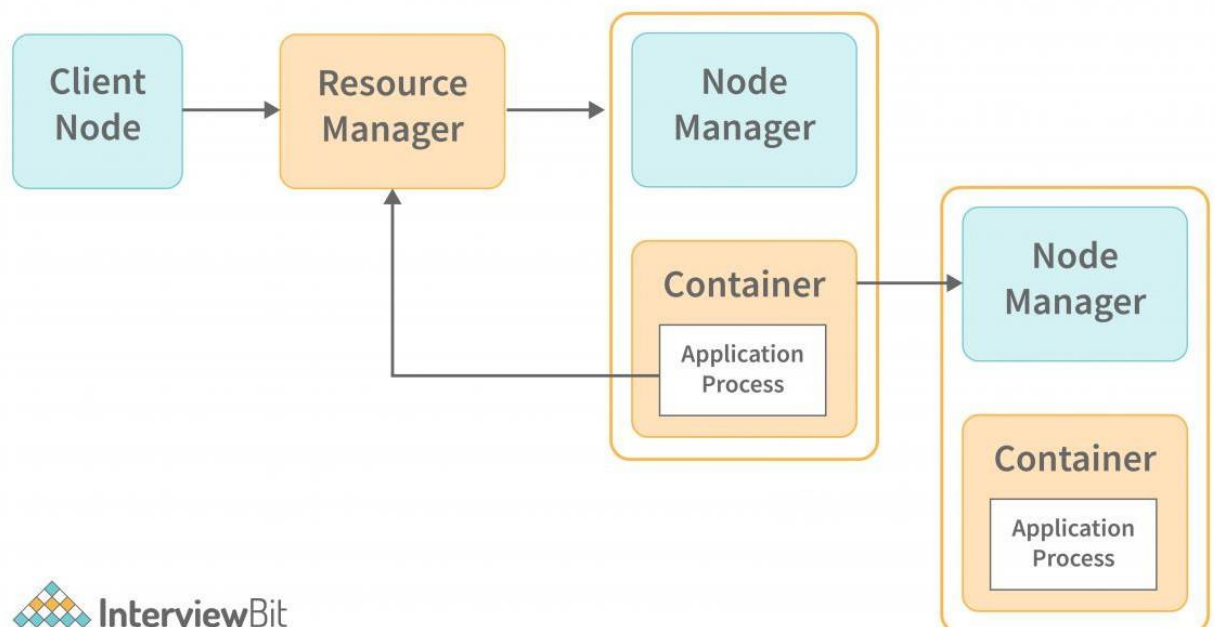 Client
Node
Resource
Manager
Node
Manager
Container
Application
Process
Node
Manager
Container
Application
Process
InterviewBit